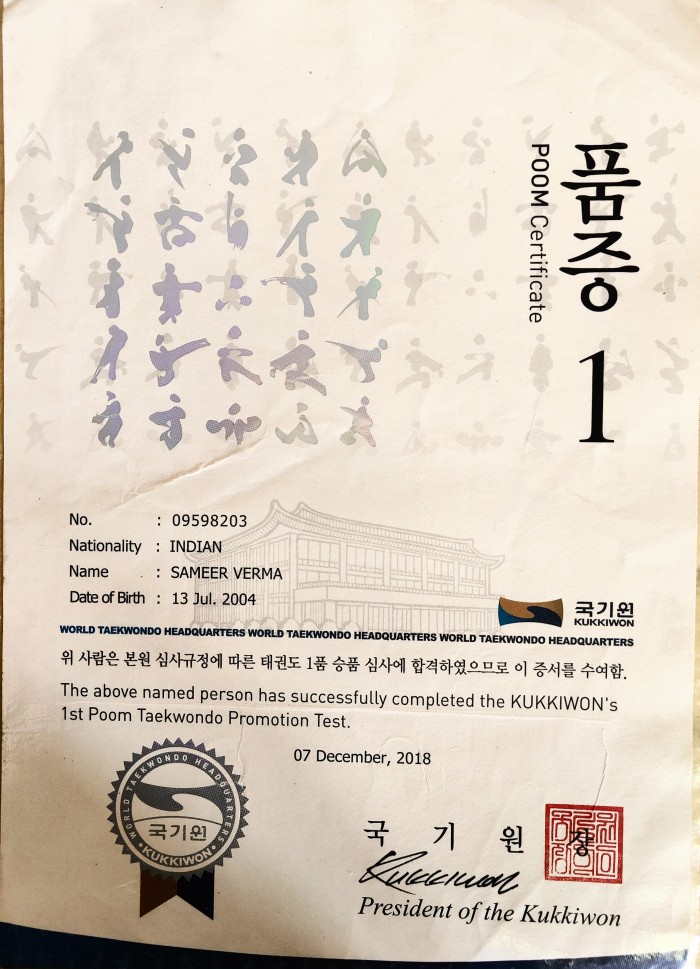 품증 1
POOM Certificate
No. : 09598203
Nationality : INDIAN
Name : SAMEER VERMA
Date of Birth : 13 Jul. 2004
국기원
KUKKIWON
WORLD TAEKWONDO HEADQUARTERS WORLD TAEKWONDO HEADQUARTERS WORLD TAEKWONDO HEADQUARTERS
위 사람은 본원 심사규정에 따른 태권도 1품 승품 심사에 합격하였으므로 이 증서를 수여함.
The above named person has successfully completed the KUKKIWON's
1st Poom Taekwondo Promotion Test.
07 December, 2018
WORLD TAEKWONDO HEADQUARTERS
국기원
KUKKIWON
국 기 원 장
Kukkiwon
President of the Kukkiwon